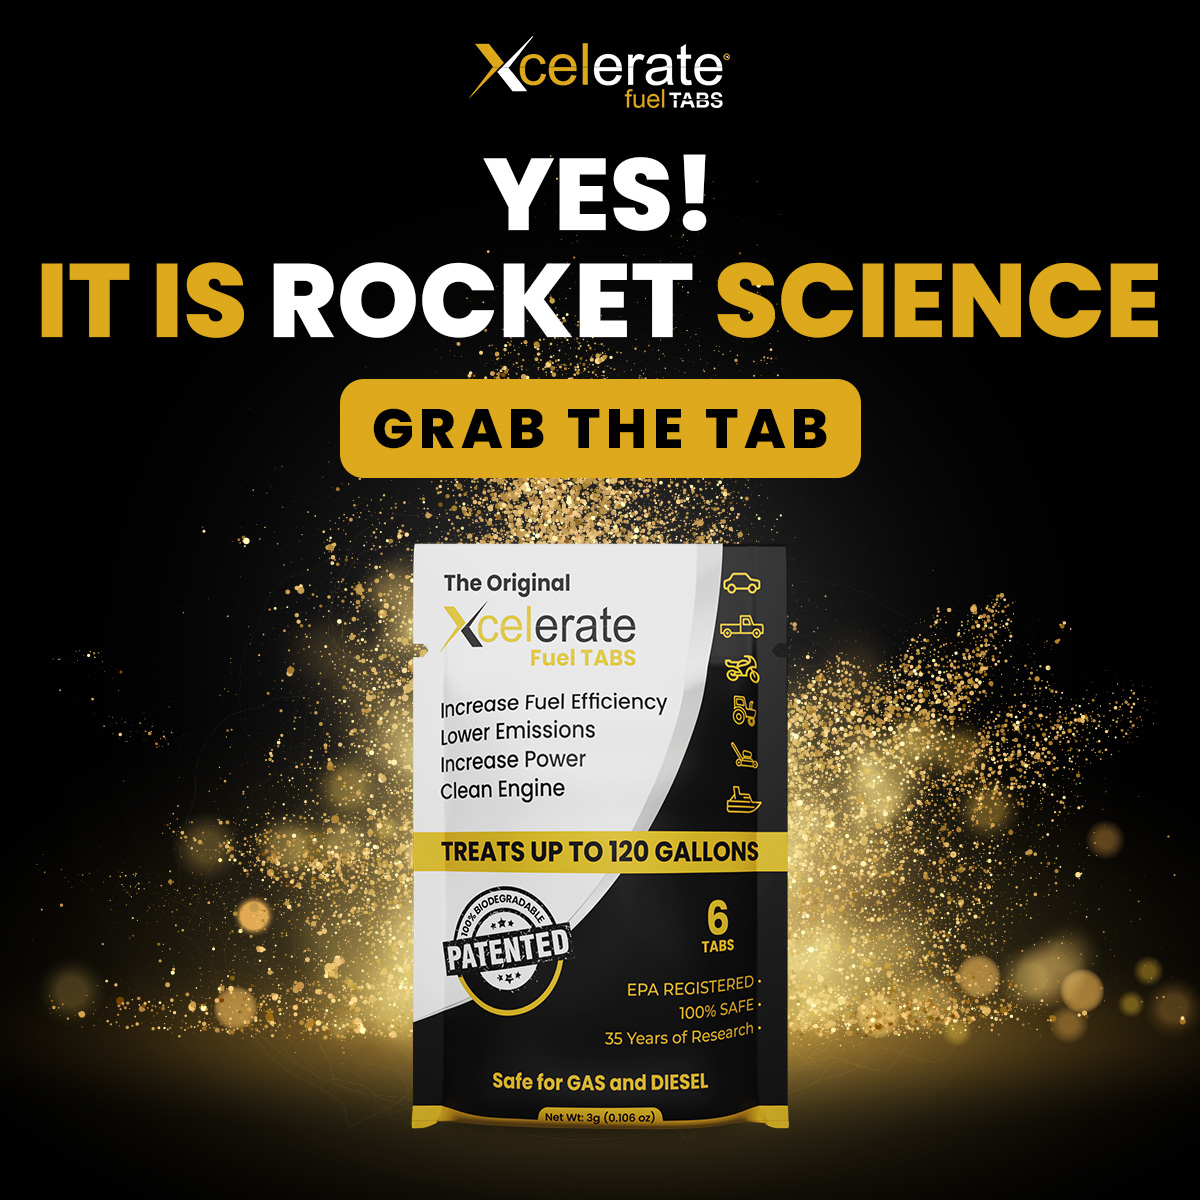 Xcelerate®
fuel TABS
YES!
IT IS ROCKET SCIENCE
GRAB THE TAB
The Original
Xcelerate
Fuel TABS
Increase Fuel Efficiency
Lower Emissions
Increase Power
Clean Engine
TREATS UP TO 120 GALLONS
100% BIODEGRADABLE
PATENTED
6
TABS
EPA REGISTERED •
100% SAFE •
35 Years of Research •
Safe for GAS and DIESEL
Net Wt: 3g (0.106 oz)